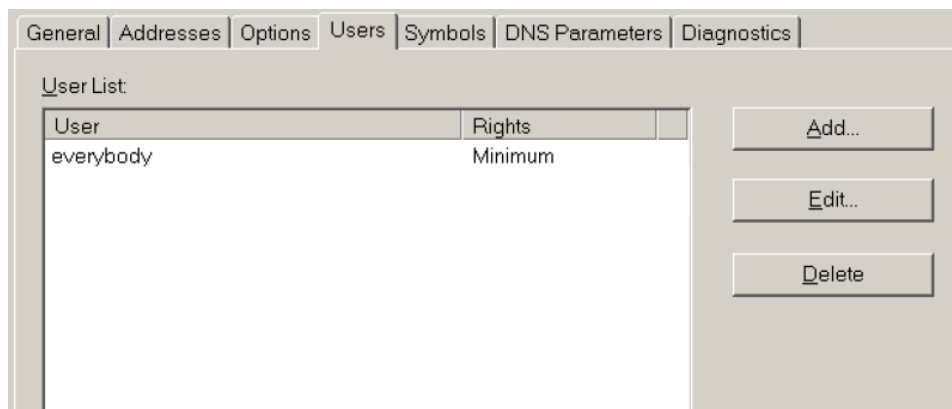 General Addresses Options Users Symbols DNS Parameters Diagnostics
User List:
User Rights
everybody Minimum
Add...
Edit...
Delete